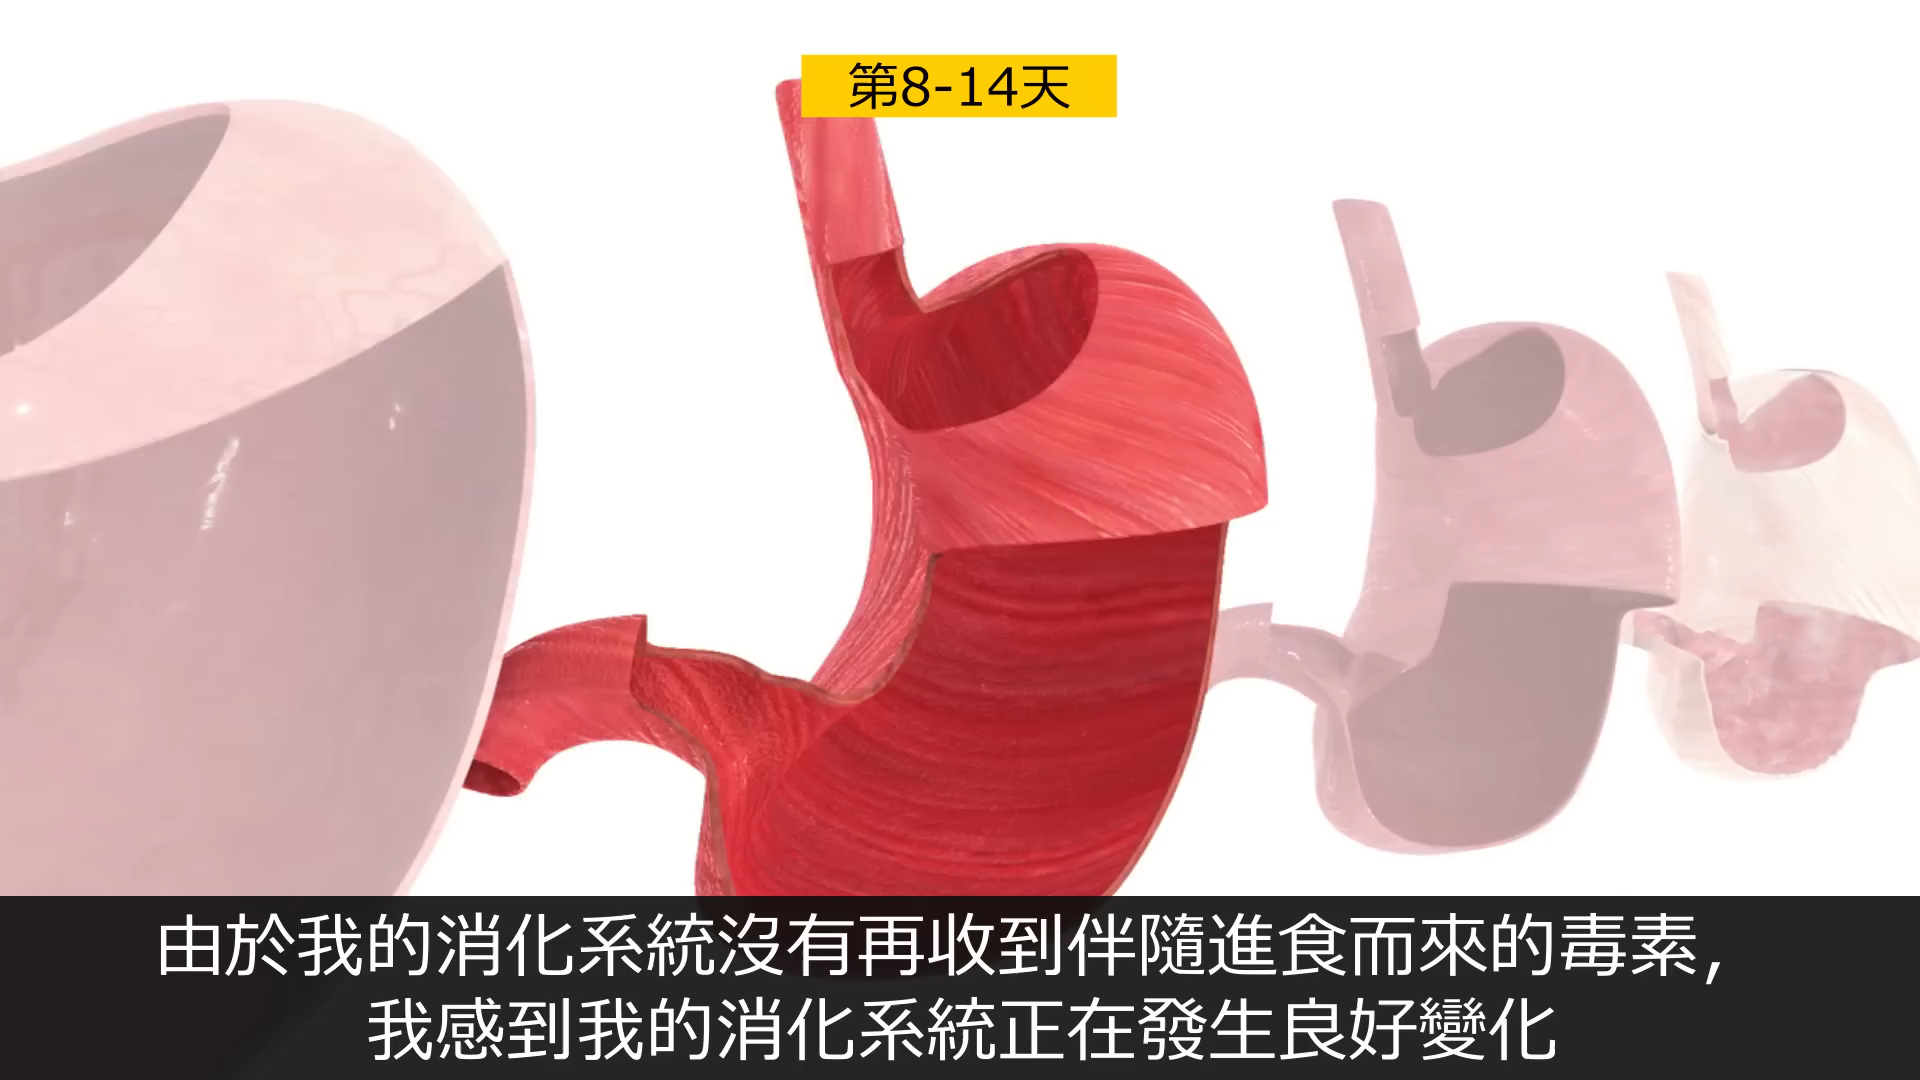 第8-14天
由於我的消化系統沒有再收到伴隨進食而來的毒素，
我感到我的消化系統正在發生良好變化